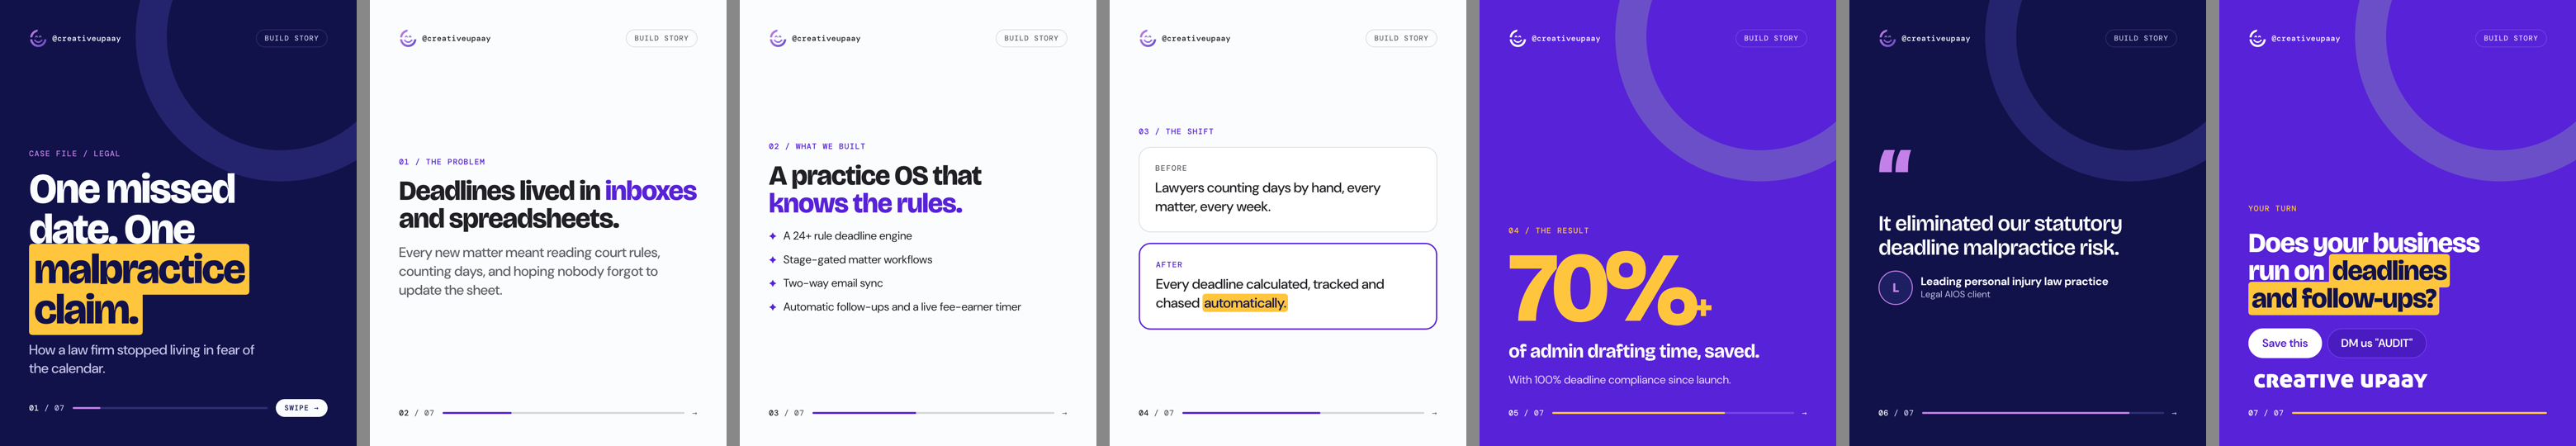 @creativeupaay
BUILD STORY
CASE FILE / LEGAL
One missed
date. One
malpractice
claim.
How a law firm stopped living in fear of
the calendar.
01 / 07
SWIPE →
@creativeupaay
BUILD STORY
01 / THE PROBLEM
Deadlines lived in inboxes
and spreadsheets.
Every new matter meant reading court rules,
counting days, and hoping nobody forgot to
update the sheet.
02 / 07 →
@creativeupaay
BUILD STORY
02 / WHAT WE BUILT
A practice OS that
knows the rules.
A 24+ rule deadline engine
Stage-gated matter workflows
Two-way email sync
Automatic follow-ups and a live fee-earner timer
03 / 07 →
@creativeupaay
BUILD STORY
03 / THE SHIFT
BEFORE
Lawyers counting days by hand, every
matter, every week.
AFTER
Every deadline calculated, tracked and
chased automatically.
04 / 07 →
@creativeupaay
BUILD STORY
04 / THE RESULT
70%+
of admin drafting time, saved.
With 100% deadline compliance since launch.
05 / 07 →
@creativeupaay
BUILD STORY
“
It eliminated our statutory
deadline malpractice risk.
L
Leading personal injury law practice
Legal AIOS client
06 / 07 →
@creativeupaay
BUILD STORY
YOUR TURN
Does your business
run on deadlines
and follow-ups?
Save this
DM us "AUDIT"
CREATIVE UPAAY
07 / 07